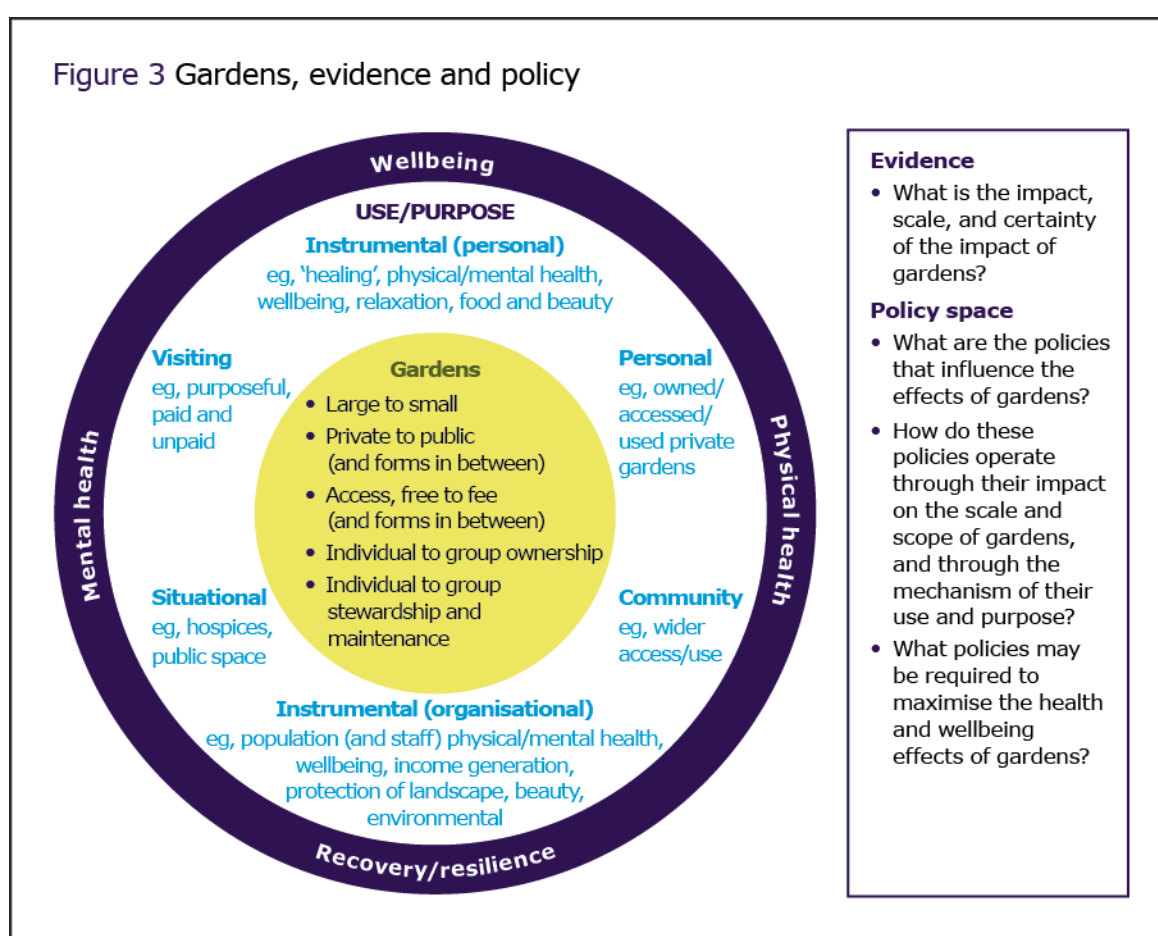 Figure 3 Gardens, evidence and policy
Wellbeing
USE/PURPOSE
Instrumental (personal)
eg, ‘healing’, physical/mental health,
wellbeing, relaxation, food and beauty
Visiting
eg, purposeful,
paid and
unpaid
Gardens
• Large to small
• Private to public
(and forms in between)
• Access, free to fee
(and forms in between)
• Individual to group ownership
• Individual to group
stewardship and
maintenance
Personal
eg, owned/
accessed/
used private
gardens
Mental health
Physical health
Situational
eg, hospices,
public space
Community
eg, wider
access/use
Instrumental (organisational)
eg, population (and staff) physical/mental health,
wellbeing, income generation,
protection of landscape, beauty,
environmental
Recovery/resilience
Evidence
• What is the impact,
scale, and certainty
of the impact of
gardens?
Policy space
• What are the policies
that influence the
effects of gardens?
• How do these
policies operate
through their impact
on the scale and
scope of gardens,
and through the
mechanism of their
use and purpose?
• What policies may
be required to
maximise the health
and wellbeing
effects of gardens?